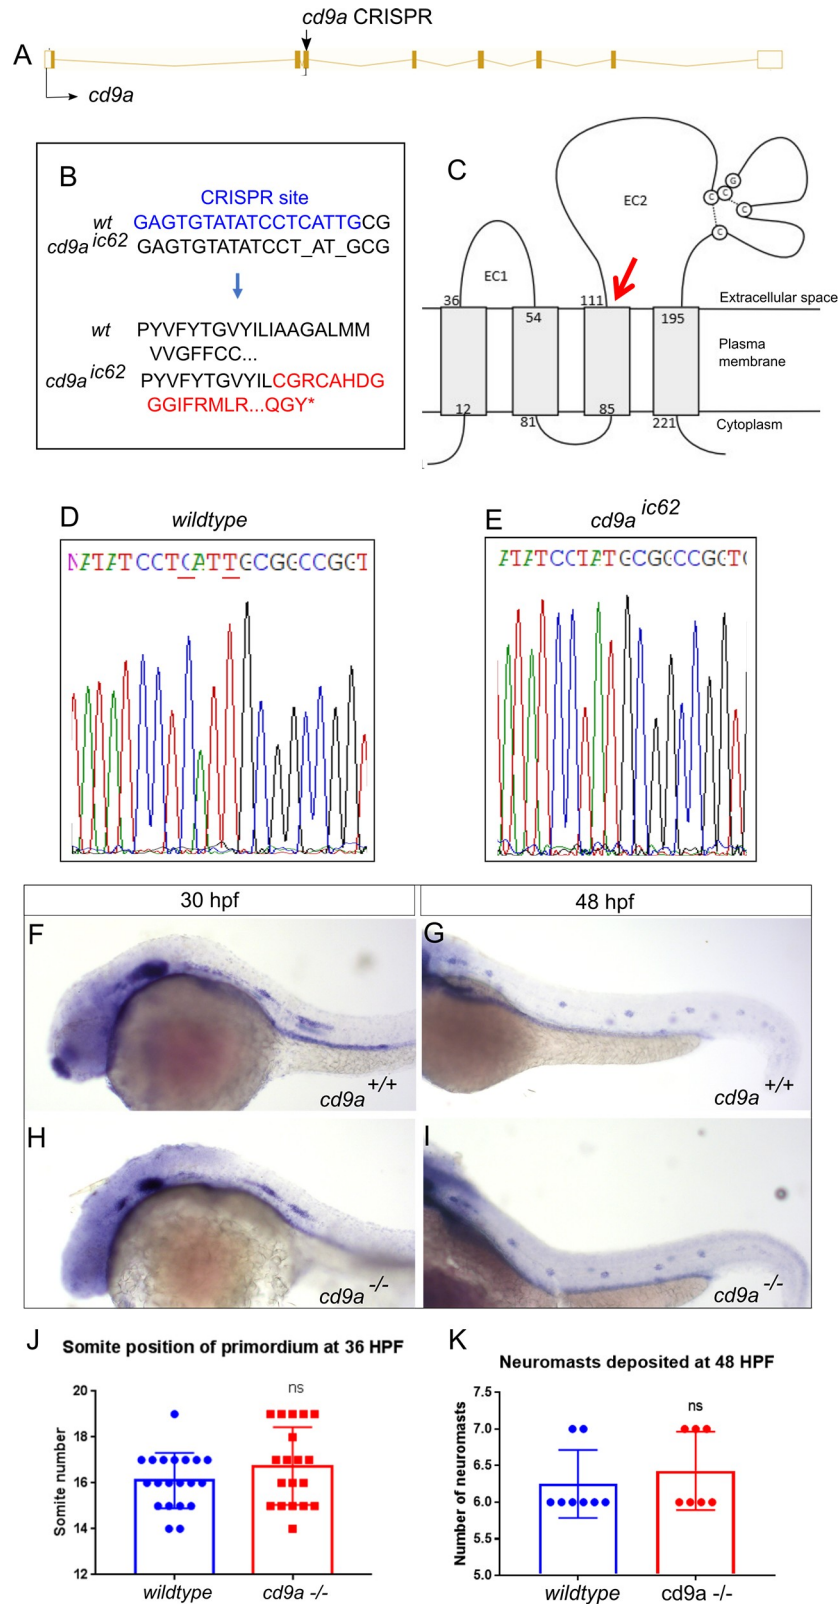 cd9a CRISPR
A
cd9a
B
CRISPR site
wt GAGTGTATATCCTCATTGCG
cd9a ic62 GAGTGTATATCCT_AT_GCG
wt PYVFYTGVYILIAAGALMM
VVGFFCC...
cd9a ic62 PYVFYTGVYILCGRCAHDG
GGIFRMLR...QGY*
C
EC2
G
C C
C
C
EC1
36 111 Extracellular space
54 195
Plasma
membrane
12 85
81 221 Cytoplasm
D wildtype
NATATCCTCATTGCGGCCGGT
E cd9a ic62
ATATCCTATGCGGCCGGTG
30 hpf 48 hpf
F
cd9a +/+
G
cd9a +/+
H
cd9a -/-
I
cd9a -/-
J Somite position of primordium at 36 HPF
ns
Somite number
20
18
16
14
12
wildtype cd9a -/-
K Neuromasts deposited at 48 HPF
ns
Number of neuromasts
7.5
7.0
6.5
6.0
5.5
5.0
wildtype cd9a -/-